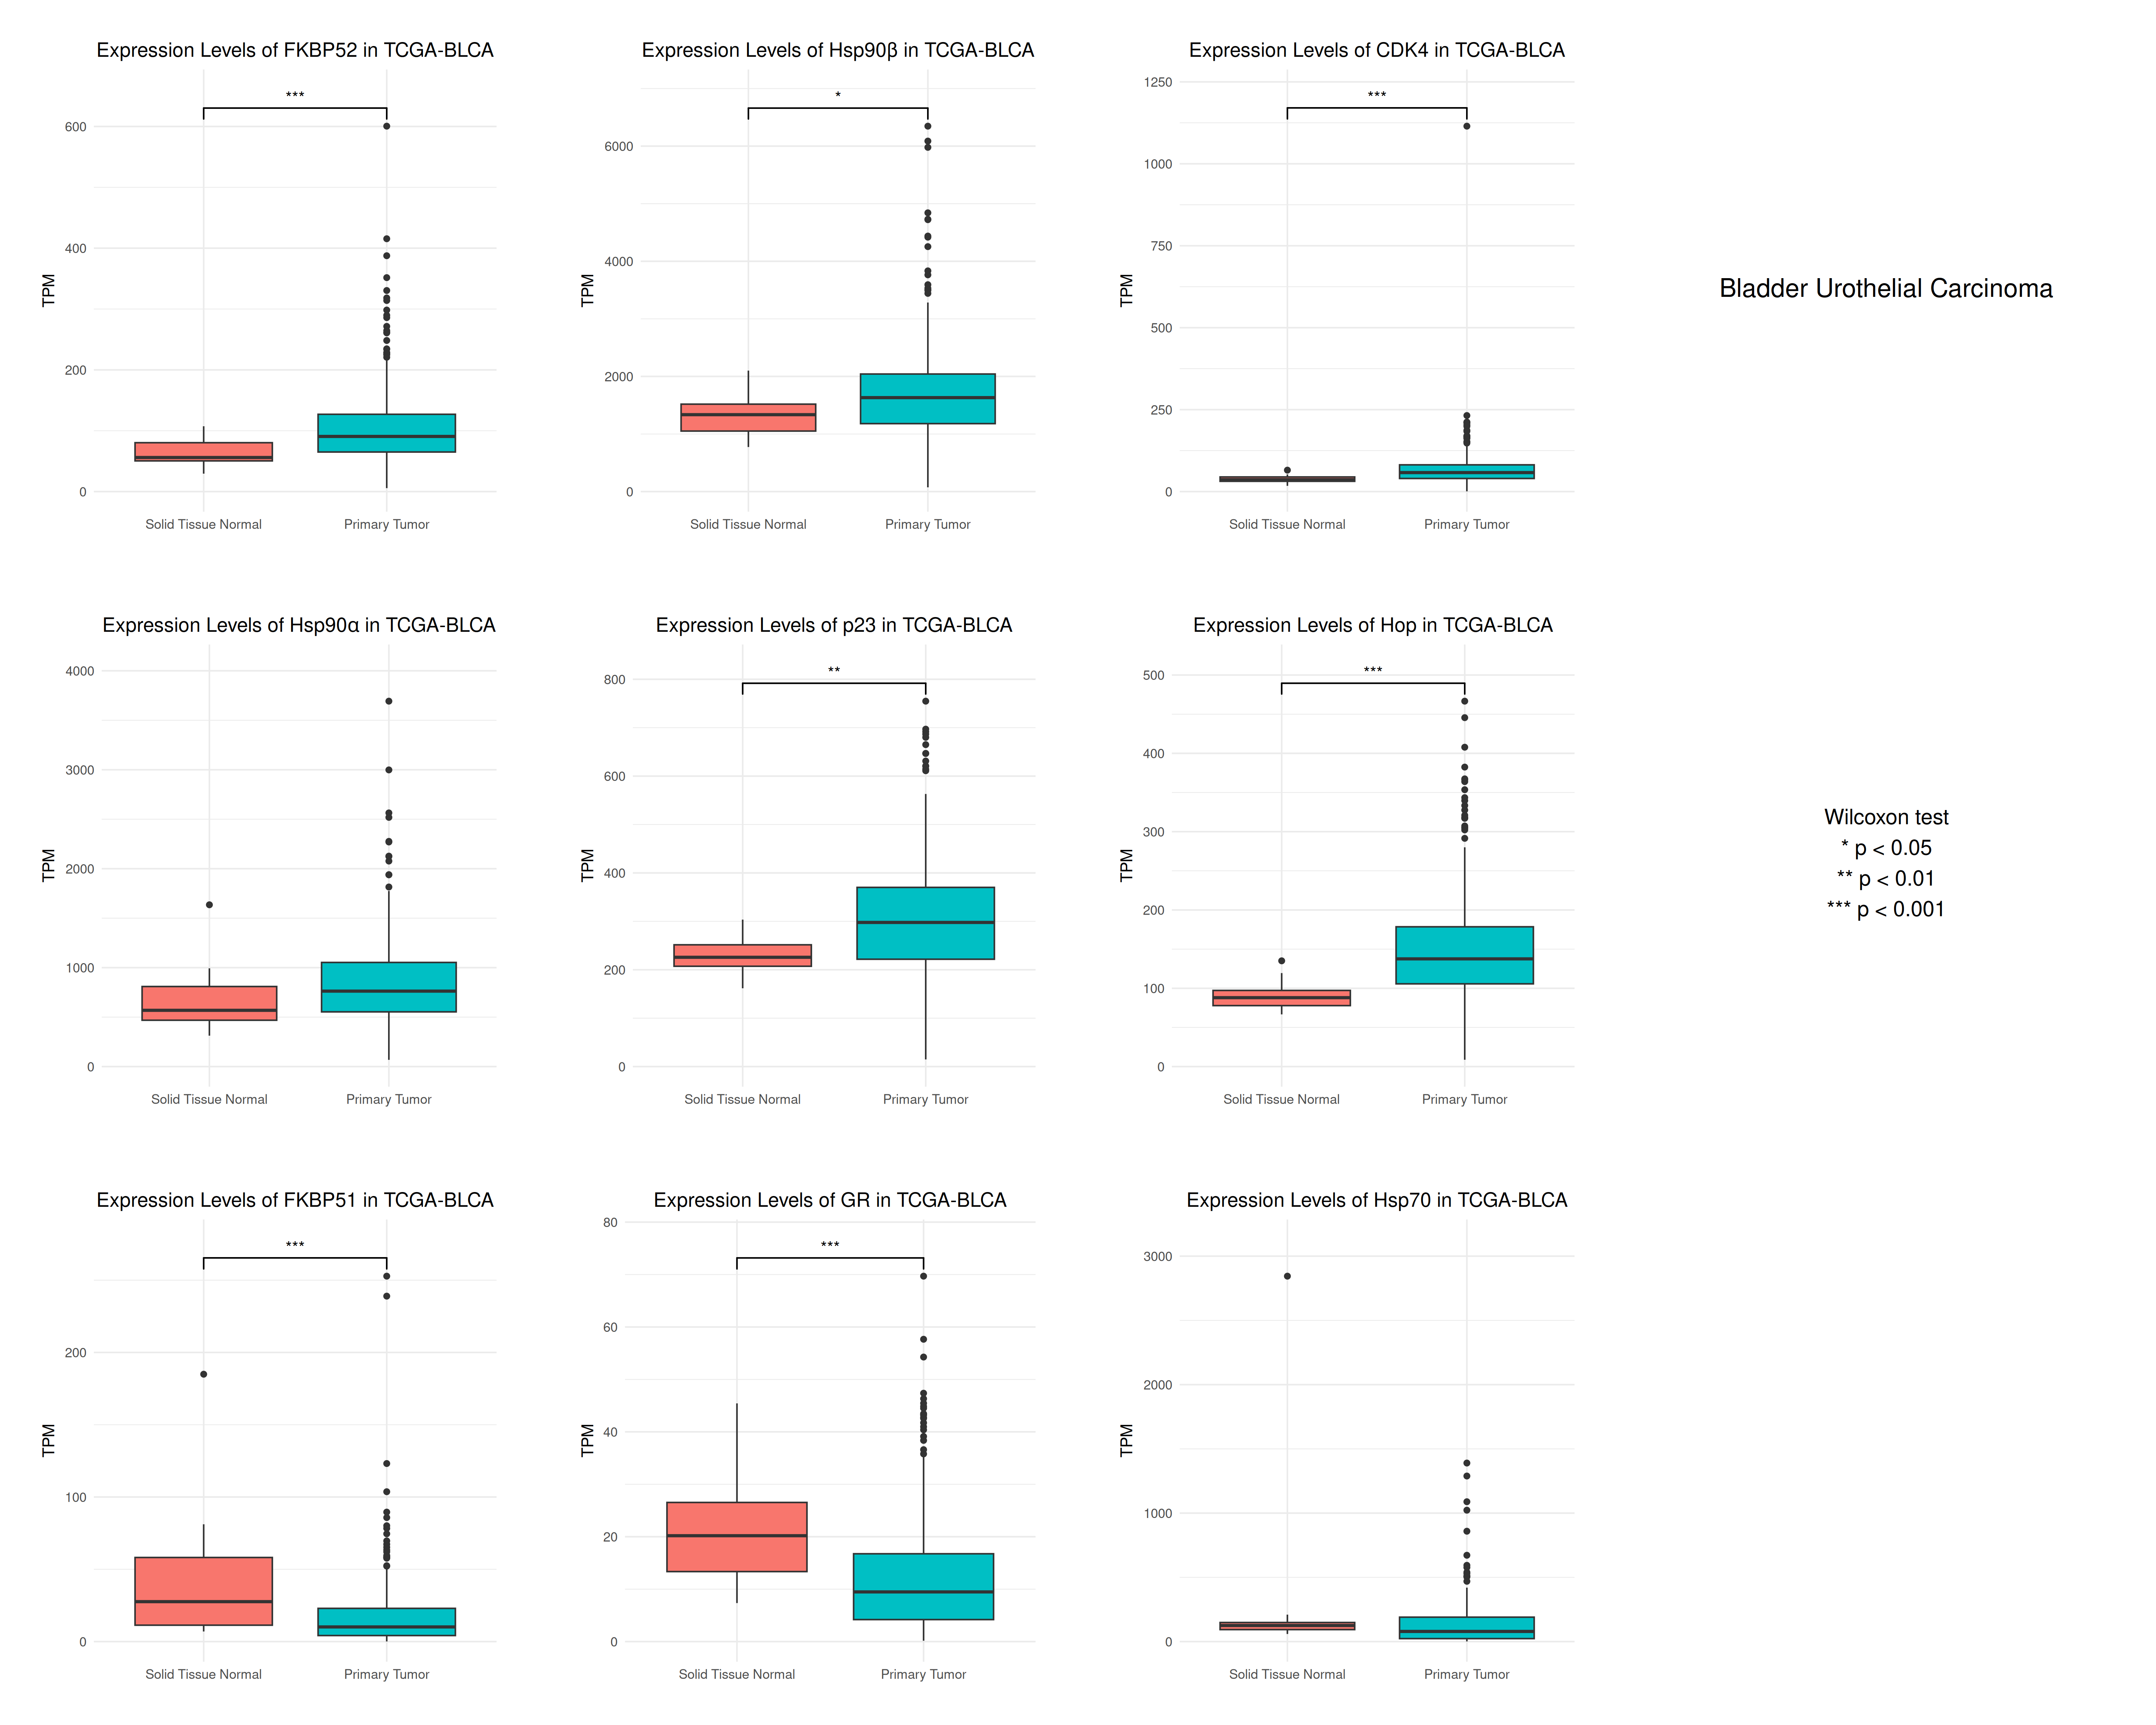 Expression Levels of FKBP52 in TCGA-BLCA
***
600
400
200
0
TPM
Solid Tissue Normal
Primary Tumor
Expression Levels of Hsp90β in TCGA-BLCA
*
6000
4000
2000
0
TPM
Solid Tissue Normal
Primary Tumor
Expression Levels of CDK4 in TCGA-BLCA
***
1250
1000
750
500
250
0
TPM
Solid Tissue Normal
Primary Tumor
Bladder Urothelial Carcinoma
Expression Levels of Hsp90α in TCGA-BLCA
4000
3000
2000
1000
0
TPM
Solid Tissue Normal
Primary Tumor
Expression Levels of p23 in TCGA-BLCA
**
800
600
400
200
0
TPM
Solid Tissue Normal
Primary Tumor
Expression Levels of Hop in TCGA-BLCA
***
500
400
300
200
100
0
TPM
Solid Tissue Normal
Primary Tumor
Wilcoxon test
* p < 0.05
** p < 0.01
*** p < 0.001
Expression Levels of FKBP51 in TCGA-BLCA
***
200
100
0
TPM
Solid Tissue Normal
Primary Tumor
Expression Levels of GR in TCGA-BLCA
***
80
60
40
20
0
TPM
Solid Tissue Normal
Primary Tumor
Expression Levels of Hsp70 in TCGA-BLCA
3000
2000
1000
0
TPM
Solid Tissue Normal
Primary Tumor